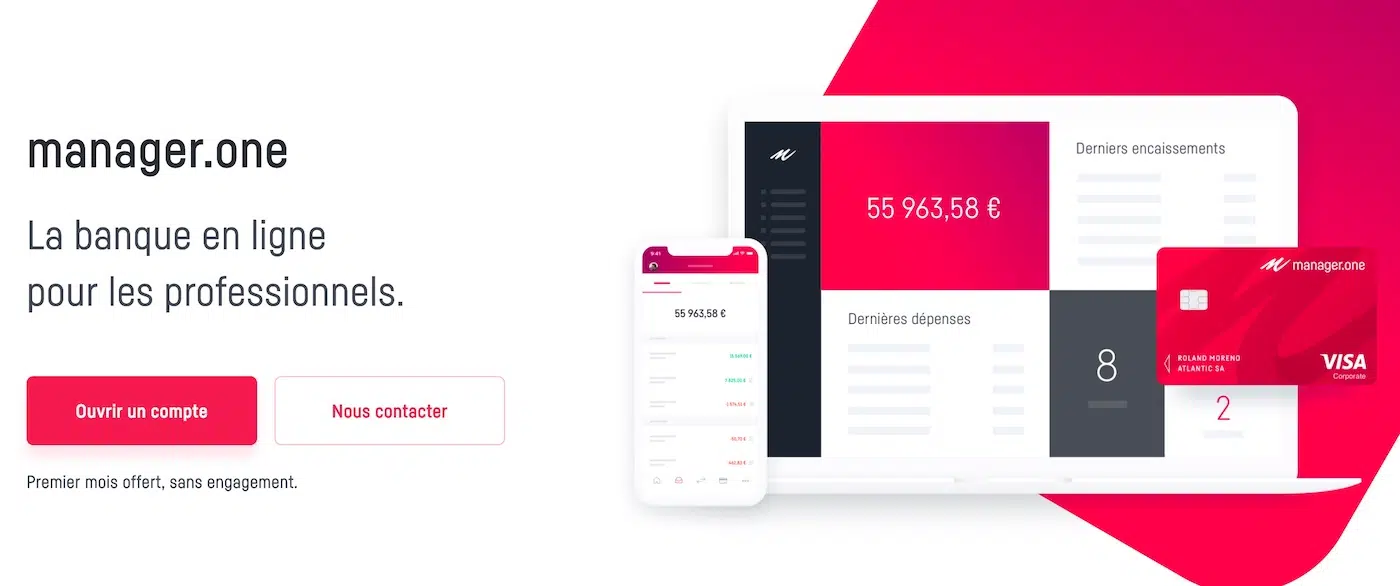 manager.one
La banque en ligne
pour les professionnels.
Ouvrir un compte
Nous contacter
Premier mois offert, sans engagement.
Derniers encaissements
55 963,58 €
Dernières dépenses
8
2
manager.one
ROLAND MORENO
ATLANTIC SA
VISA
Corporate
9:41
55 963,58 €